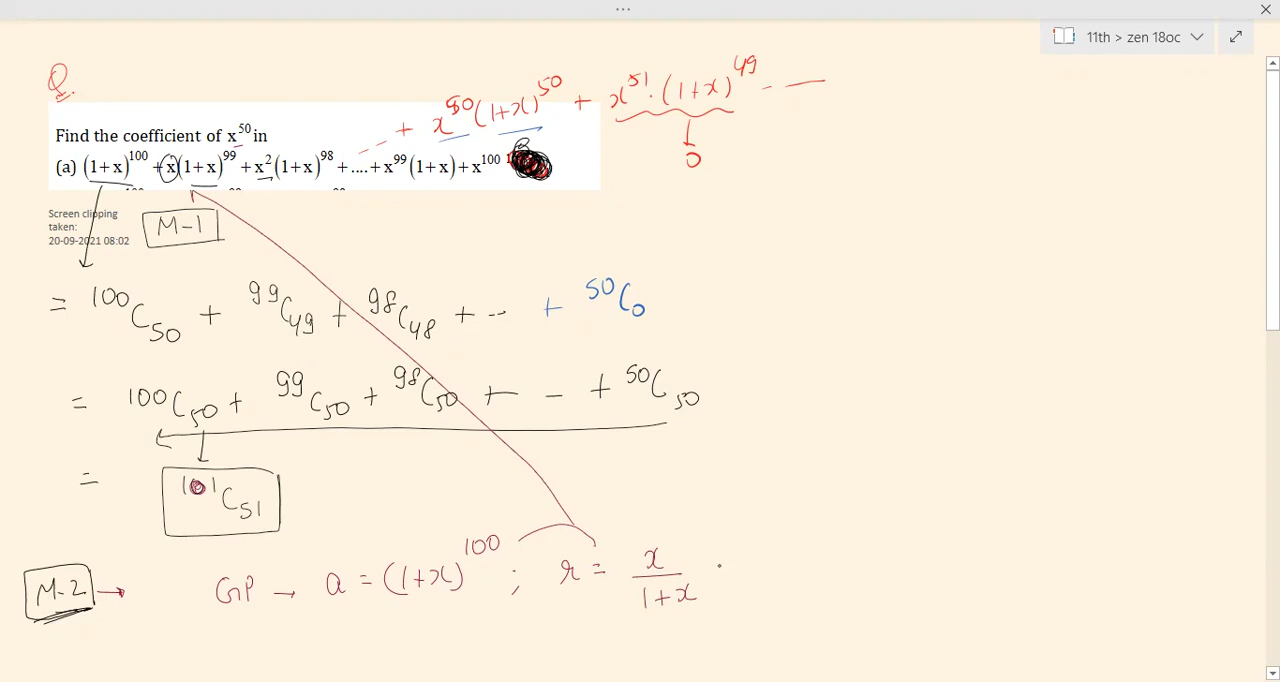 11th > zen 18oc
Q.
... + x^50 (1+x)^50 + x^51 . (1+x)^49 - —
0
Find the coefficient of x^50 in
(a) (1+x)^100 + x(1+x)^99 + x^2 (1+x)^98 + .... + x^99 (1+x) + x^100
Screen clipping
taken:
20-09-2021 08:02
M-1
= 100C50 + 99C49 + 98C48 + -- + 50C0
= 100C50 + 99C50 + 98C50 + - - + 50C50
= 101C51
M-2 → GP → a = (1+x)^100 ; r = x/(1+x) .